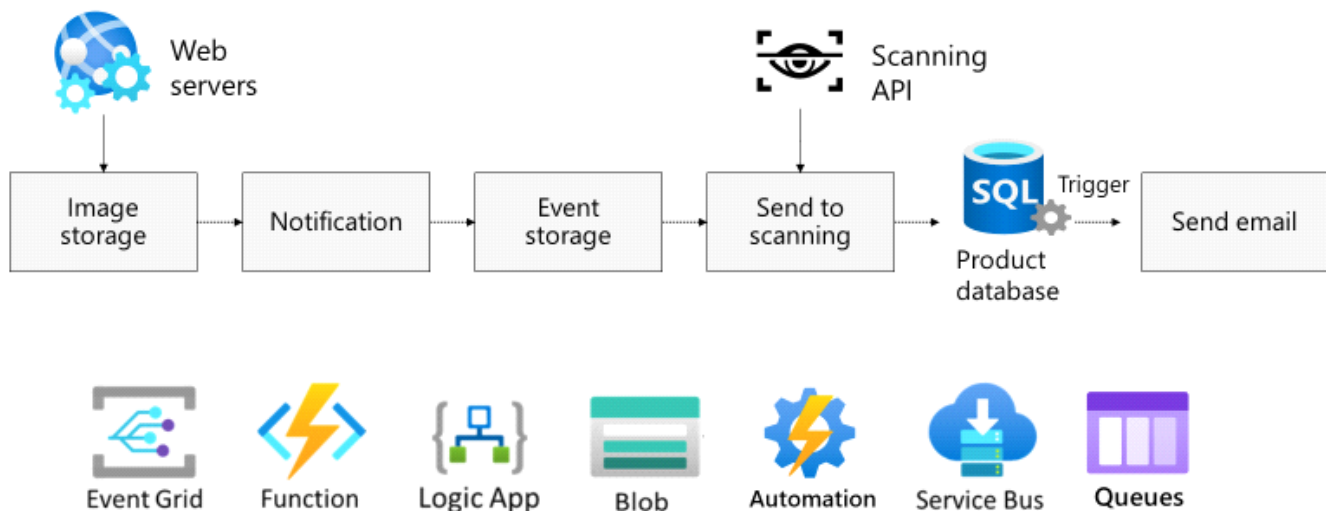 Web
servers
Scanning
API
Image
storage
Notification
Event
storage
Send to
scanning
SQL
Trigger
Send email
Product
database
Event Grid
Function
Logic App
Blob
Automation
Service Bus
Queues